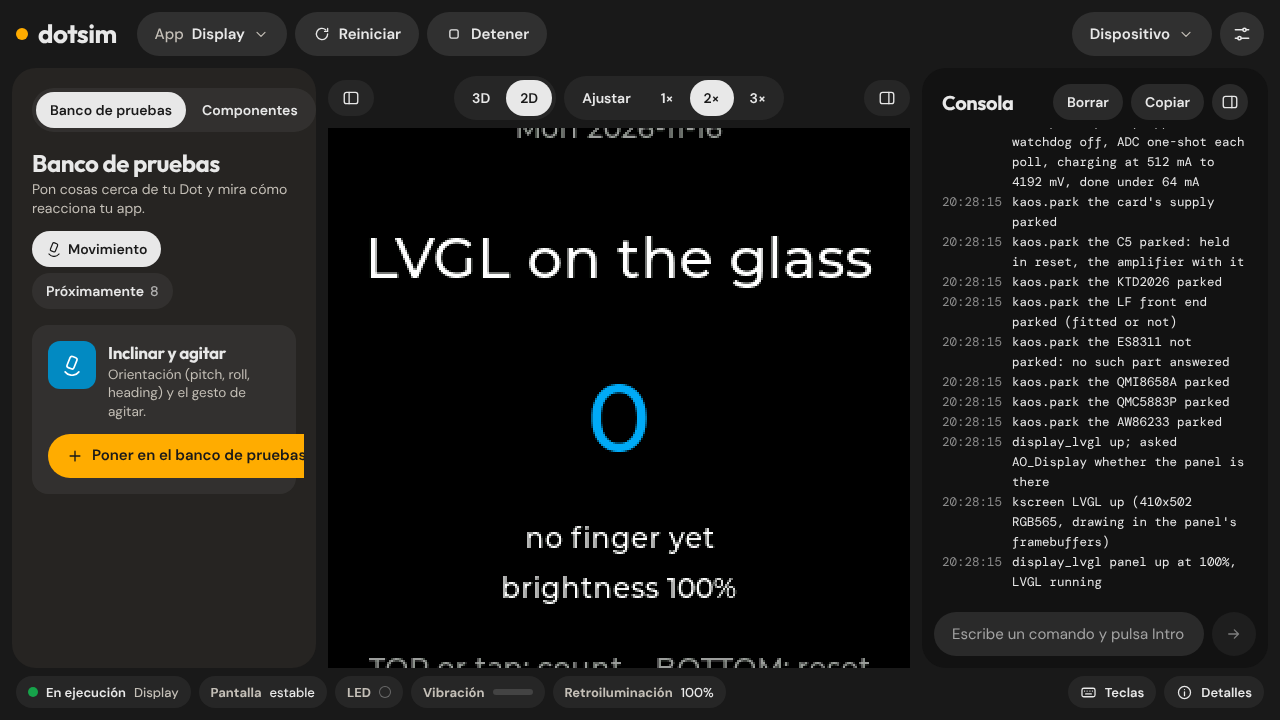 dotsim
App Display
Reiniciar
Detener
Dispositivo
Banco de pruebas
Componentes
Banco de pruebas
Pon cosas cerca de tu Dot y mira cómo
reacciona tu app.
Movimiento
Próximamente 8
Inclinar y agitar
Orientación (pitch, roll,
heading) y el gesto de
agitar.
Poner en el banco de pruebas
3D
2D
Ajustar
1×
2×
3×
Mon 2026-11-16
LVGL on the glass
0
no finger yet
brightness 100%
TOP or tap: count BOTTOM: reset
Consola
Borrar
Copiar
watchdog off, ADC one-shot each
poll, charging at 512 mA to
4192 mV, done under 64 mA
20:28:15 kaos.park the card's supply
parked
20:28:15 kaos.park the C5 parked: held
in reset, the amplifier with it
20:28:15 kaos.park the KTD2026 parked
20:28:15 kaos.park the LF front end
parked (fitted or not)
20:28:15 kaos.park the ES8311 not
parked: no such part answered
20:28:15 kaos.park the QMI8658A parked
20:28:15 kaos.park the QMC5883P parked
20:28:15 kaos.park the AW86233 parked
20:28:15 display_lvgl up; asked
AO_Display whether the panel is
there
20:28:15 kscreen LVGL up (410x502
RGB565, drawing in the panel's
framebuffers)
20:28:15 display_lvgl panel up at 100%,
LVGL running
Escribe un comando y pulsa Intro
En ejecución Display
Pantalla estable
LED
Vibración
Retroiluminación 100%
Teclas
Detalles